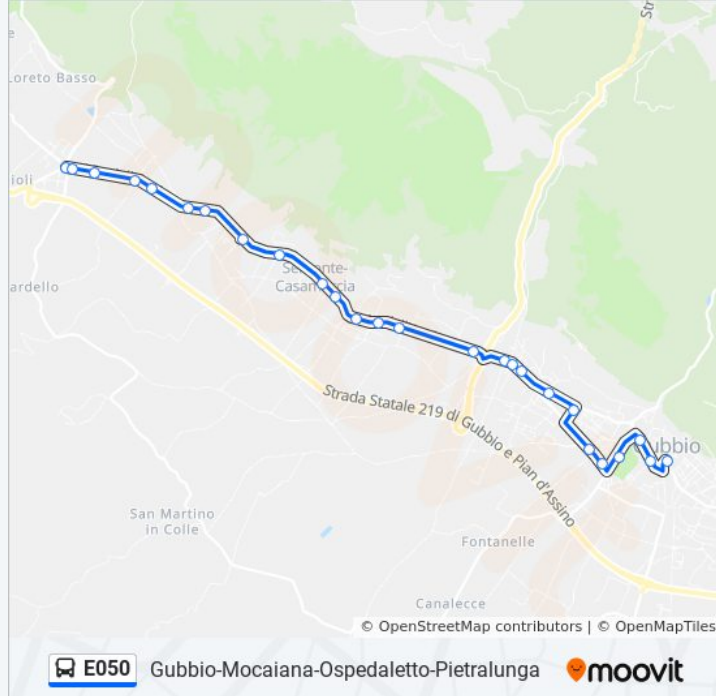 Str
Loreto Basso
ioli
ardello
Semonte-
Casamorcia
Strada Statale 219 di Gubbio e Pian d'Assino
Gubbio
San Martino
in Colle
Fontanelle
Canalecce
© OpenStreetMap contributors | © OpenMapTiles
E050 Gubbio-Mocaiana-Ospedaletto-Pietralunga moovit